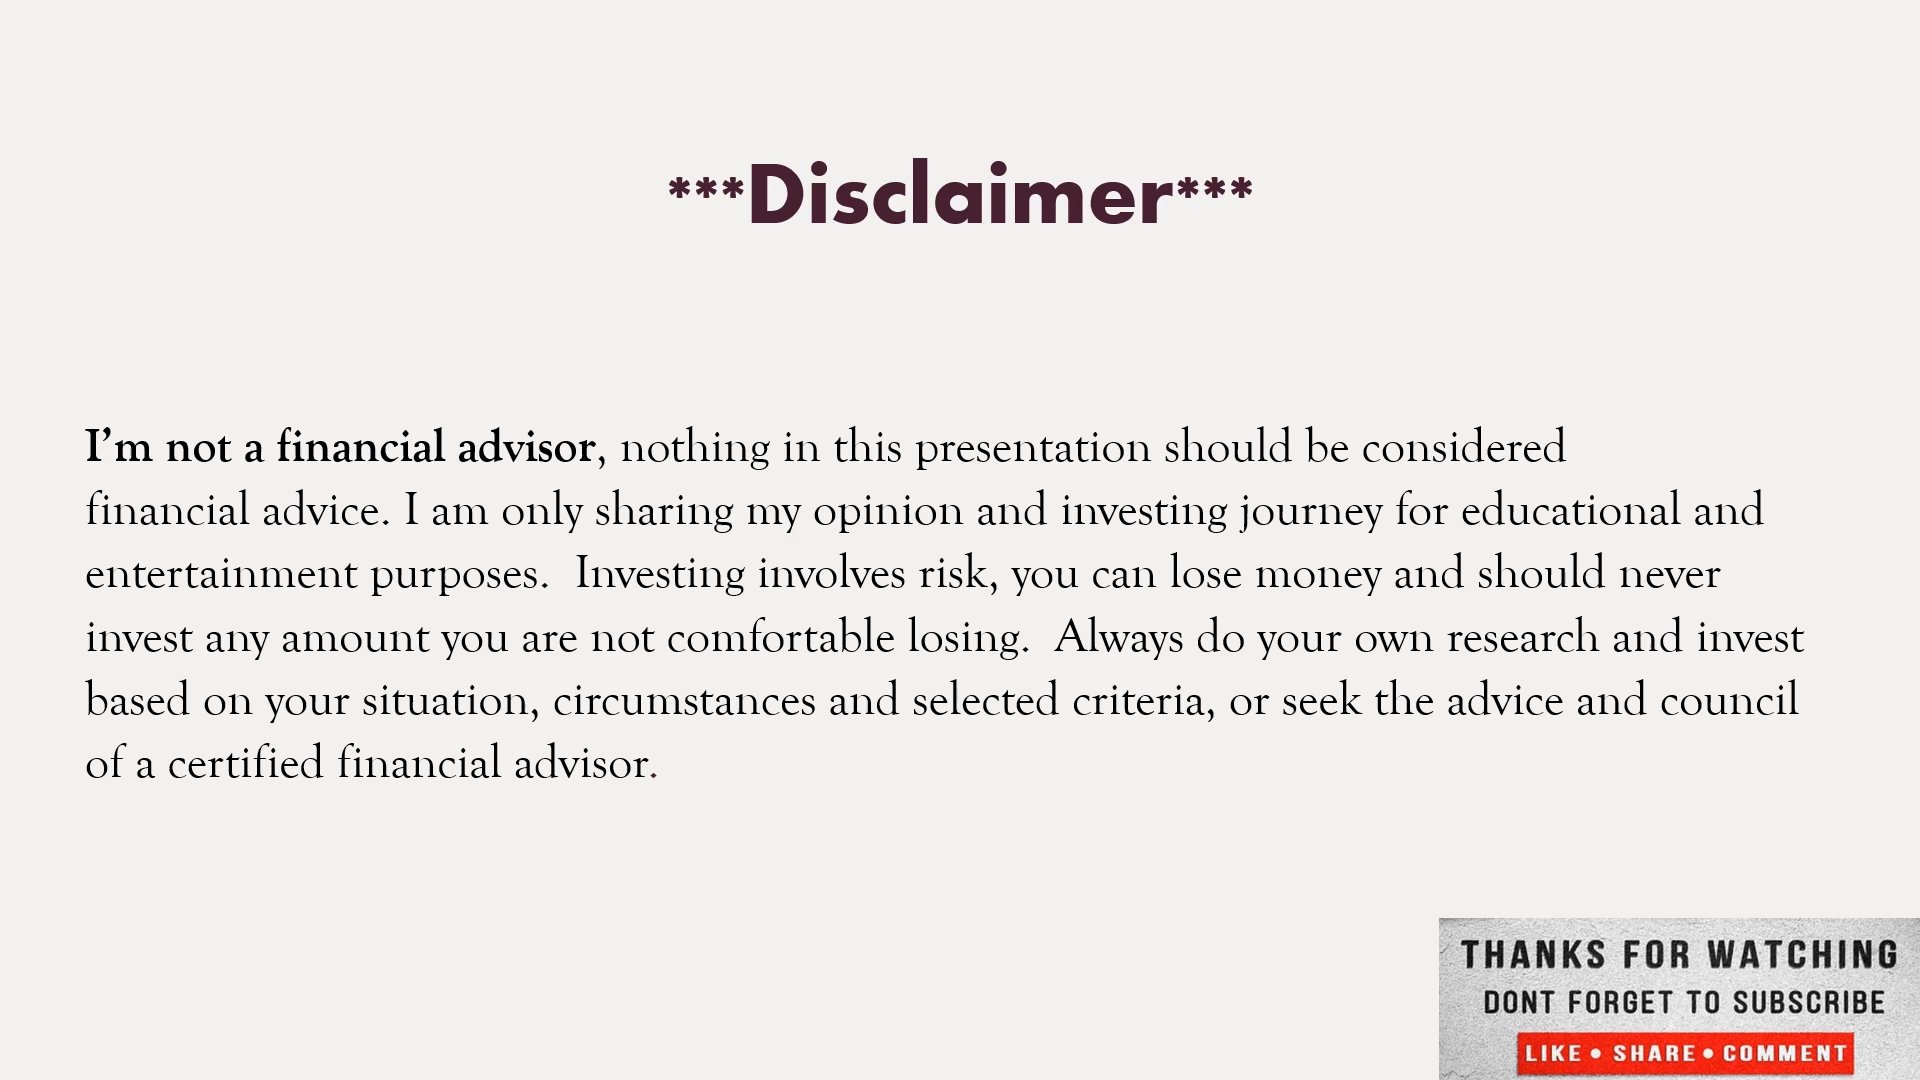 ***Disclaimer***
I’m not a financial advisor, nothing in this presentation should be considered
financial advice. I am only sharing my opinion and investing journey for educational and
entertainment purposes.  Investing involves risk, you can lose money and should never
invest any amount you are not comfortable losing.  Always do your own research and invest
based on your situation, circumstances and selected criteria, or seek the advice and council
of a certified financial advisor.
THANKS FOR WATCHING
DONT FORGET TO SUBSCRIBE
LIKE • SHARE • COMMENT